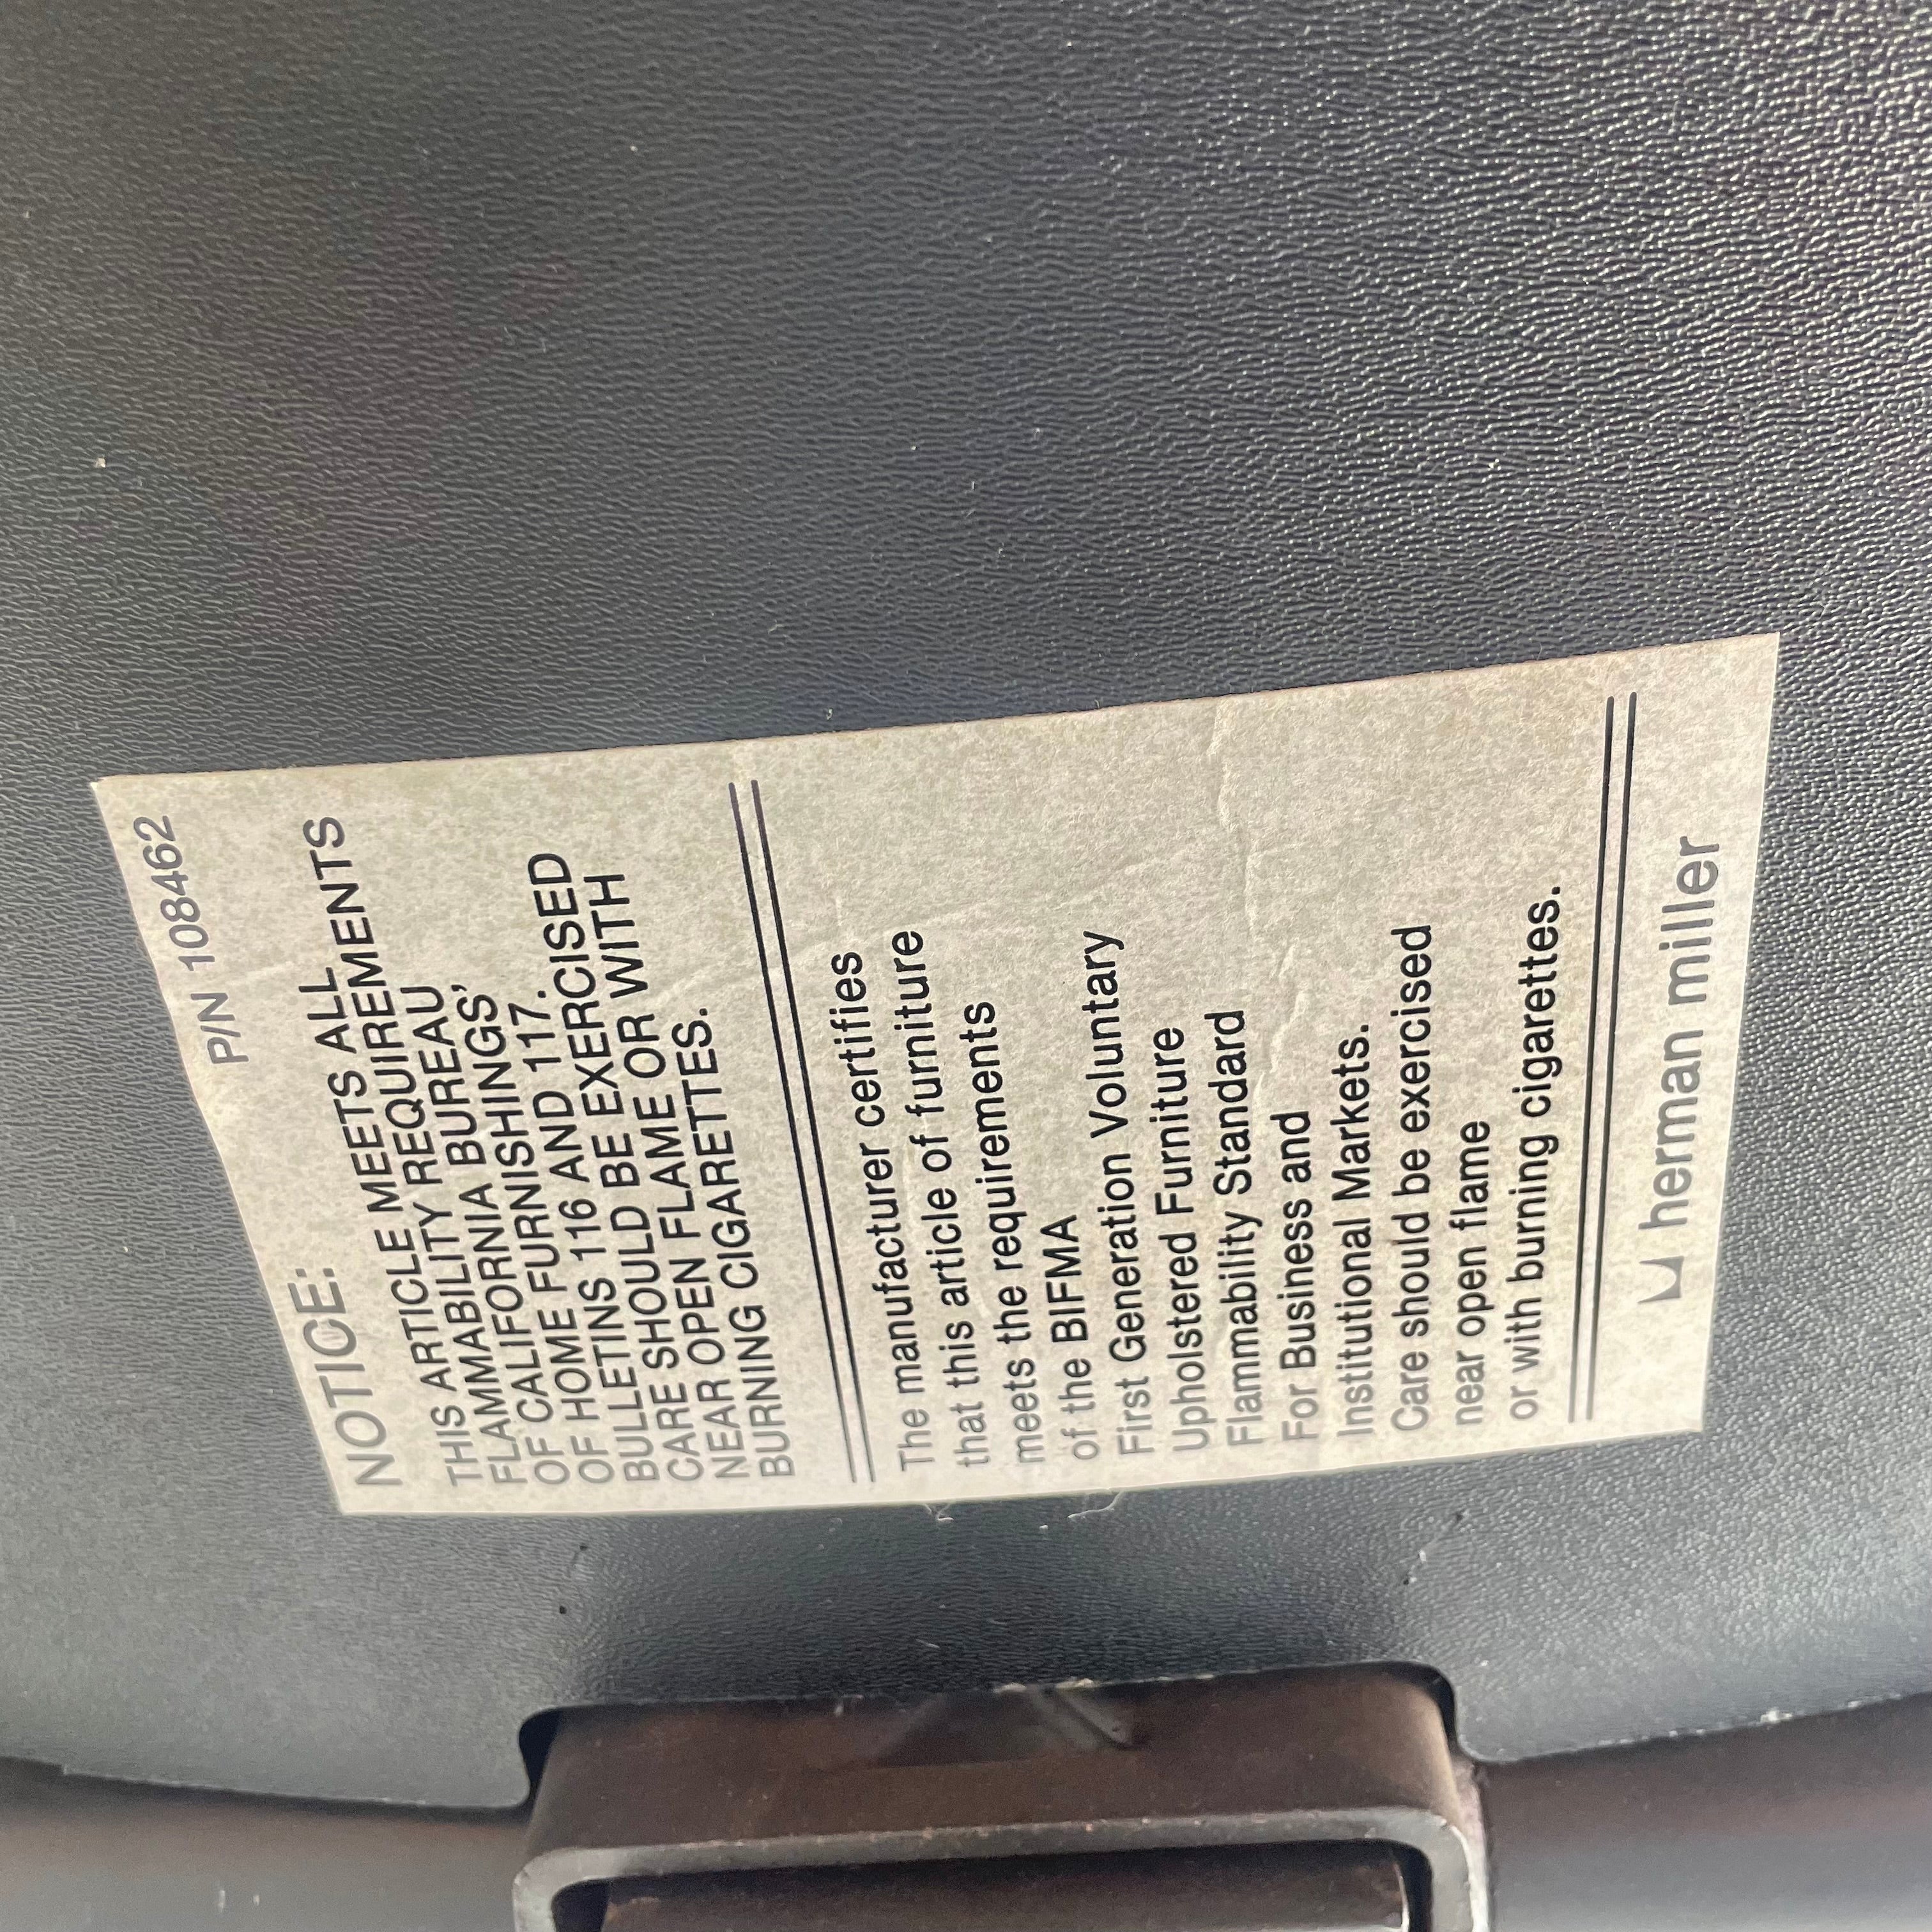 P/N 108462
NOTICE:
THIS ARTICLE MEETS ALL
FLAMMABILITY REQUIREMENTS
OF CALIFORNIA BUREAU
OF HOME FURNISHINGS’
BULLETINS 116 AND 117.
CARE SHOULD BE EXERCISED
NEAR OPEN FLAME OR WITH
BURNING CIGARETTES.
The manufacturer certifies
that this article of furniture
meets the requirements
of the BIFMA
First Generation Voluntary
Upholstered Furniture
Flammability Standard
For Business and
Institutional Markets.
Care should be exercised
near open flame
or with burning cigarettes.
herman miller